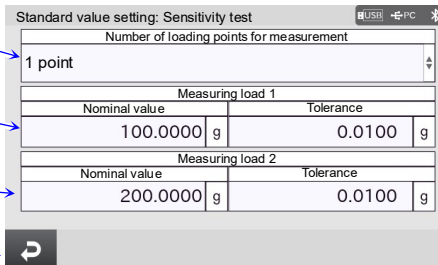 Standard value setting: Sensitivity test
USB PC
Number of loading points for measurement
1 point
Measuring load 1
Nominal value Tolerance
100.0000 g 0.0100 g
Measuring load 2
Nominal value Tolerance
200.0000 g 0.0100 g